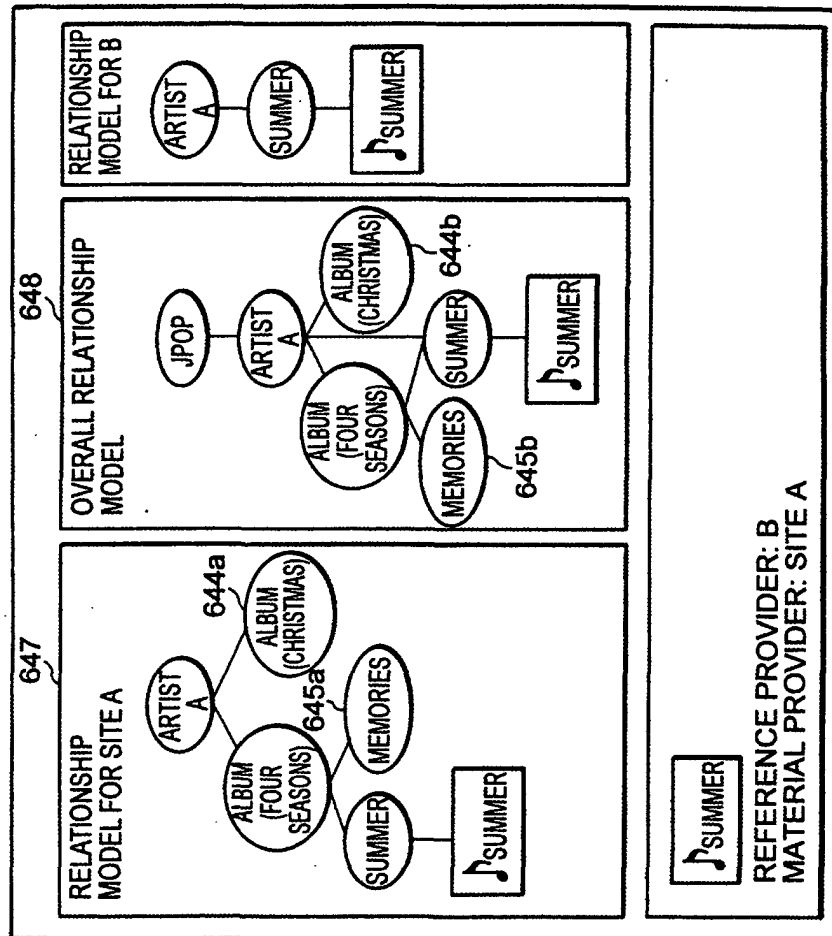 647
RELATIONSHIP
MODEL FOR SITE A
ARTIST
A
644a
ALBUM
(CHRISTMAS)
ALBUM
(FOUR
SEASONS)
645a
SUMMER
MEMORIES
SUMMER
648
OVERALL RELATIONSHIP
MODEL
JPOP
ARTIST
A
ALBUM
(CHRISTMAS)
644b
ALBUM
(FOUR
SEASONS)
MEMORIES
645b
SUMMER
SUMMER
RELATIONSHIP
MODEL FOR B
ARTIST
A
SUMMER
SUMMER
SUMMER
REFERENCE PROVIDER: B
MATERIAL PROVIDER: SITE A